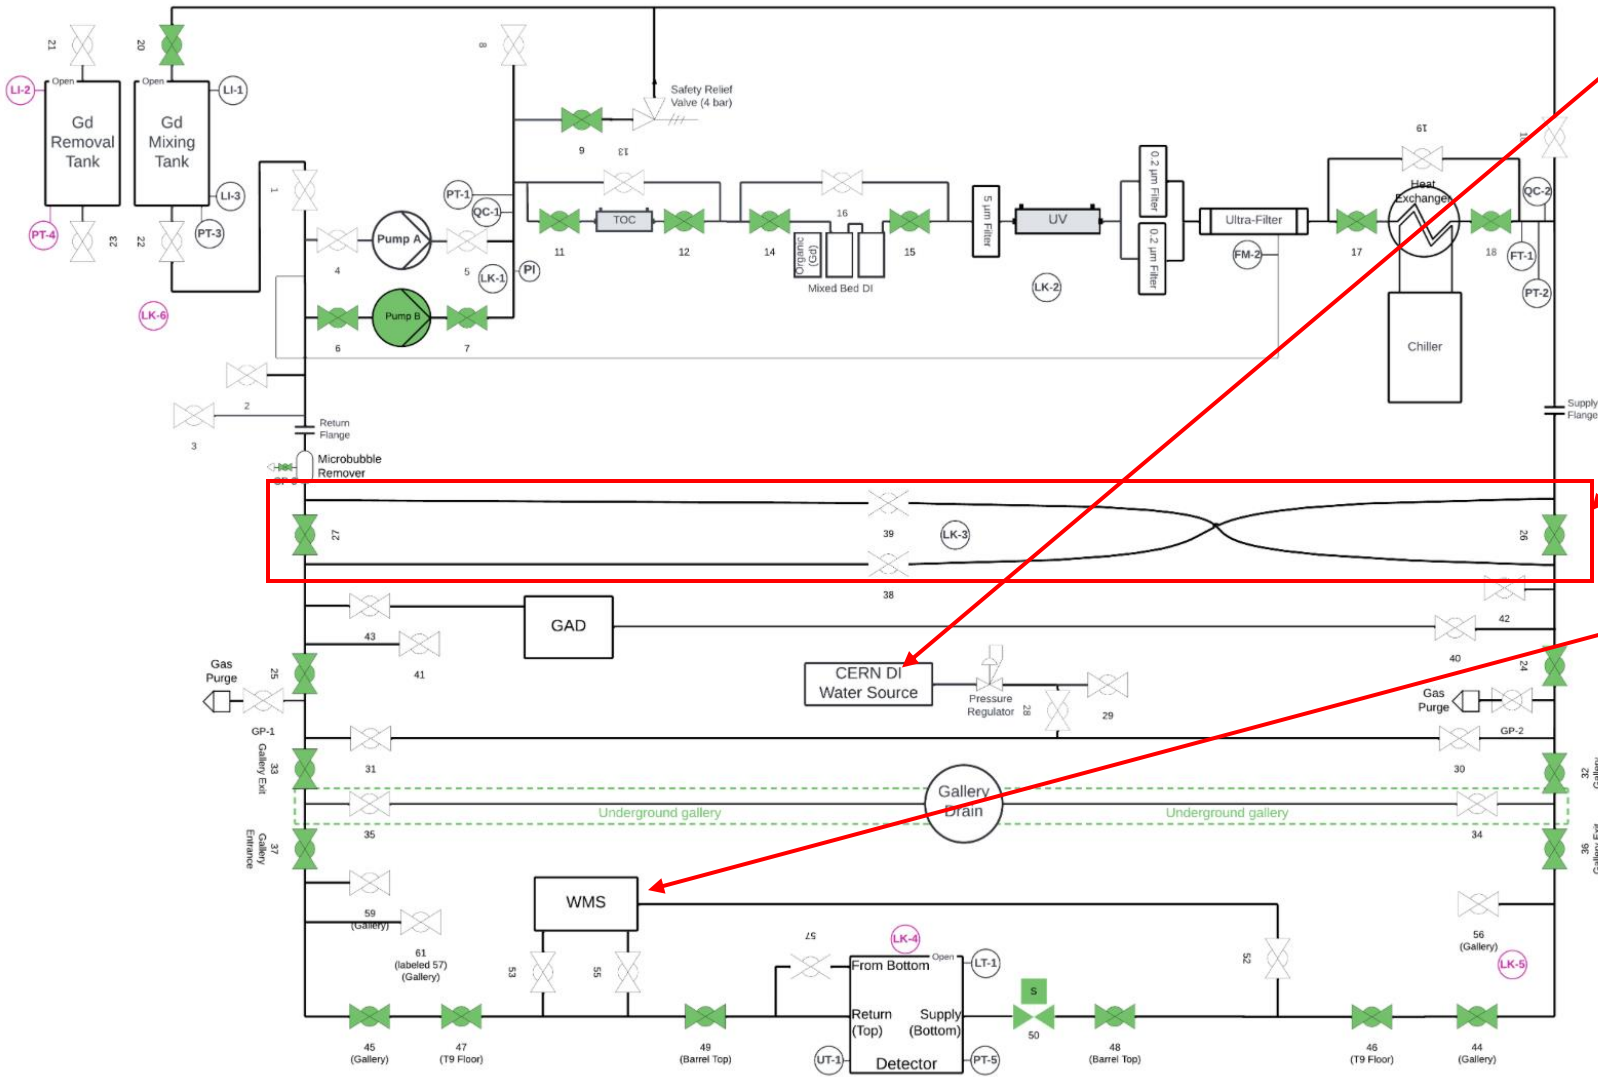 21
20
8
LI-2
Open
Open
LI-1
Gd
Removal
Tank
Gd
Mixing
Tank
Safety Relief
Valve (4 bar)
9
13
19
0.2 µm Filter
1
PT-1
QC-1
LI-3
PT-4
23
22
PT-3
TOC
16
5 µm Filter
UV
Ultra-Filter
Heat
Exchanger
QC-2
Pump A
4
5
11
12
14
(Gd)
Organic
15
0.2 µm Filter
FM-2
17
18
FT-1
LK-1
PI
Mixed Bed DI
LK-2
PT-2
LK-6
Pump B
6
7
Chiller
2
3
Return
Flange
Supply
Flange
Microbubble
Remover
27
39
LK-3
26
38
43
GAD
42
41
40
Gas
Purge
25
CERN DI
Water Source
Pressure
Regulator
28
29
24
Gas
Purge
GP-1
GP-2
Gallery Exit
33
31
30
32
Gallery
Underground gallery
Gallery
Drain
Underground gallery
35
34
Gallery
Entrance
37
36
Gallery Exit
59
(Gallery)
WMS
61
(labeled 57)
(Gallery)
53
55
57
LK-4
Open
From Bottom
LT-1
52
56
(Gallery)
LK-5
S
Return
(Top)
Supply
(Bottom)
50
45
(Gallery)
47
(T9 Floor)
49
(Barrel Top)
UT-1
Detector
PT-5
48
(Barrel Top)
46
(T9 Floor)
44
(Gallery)